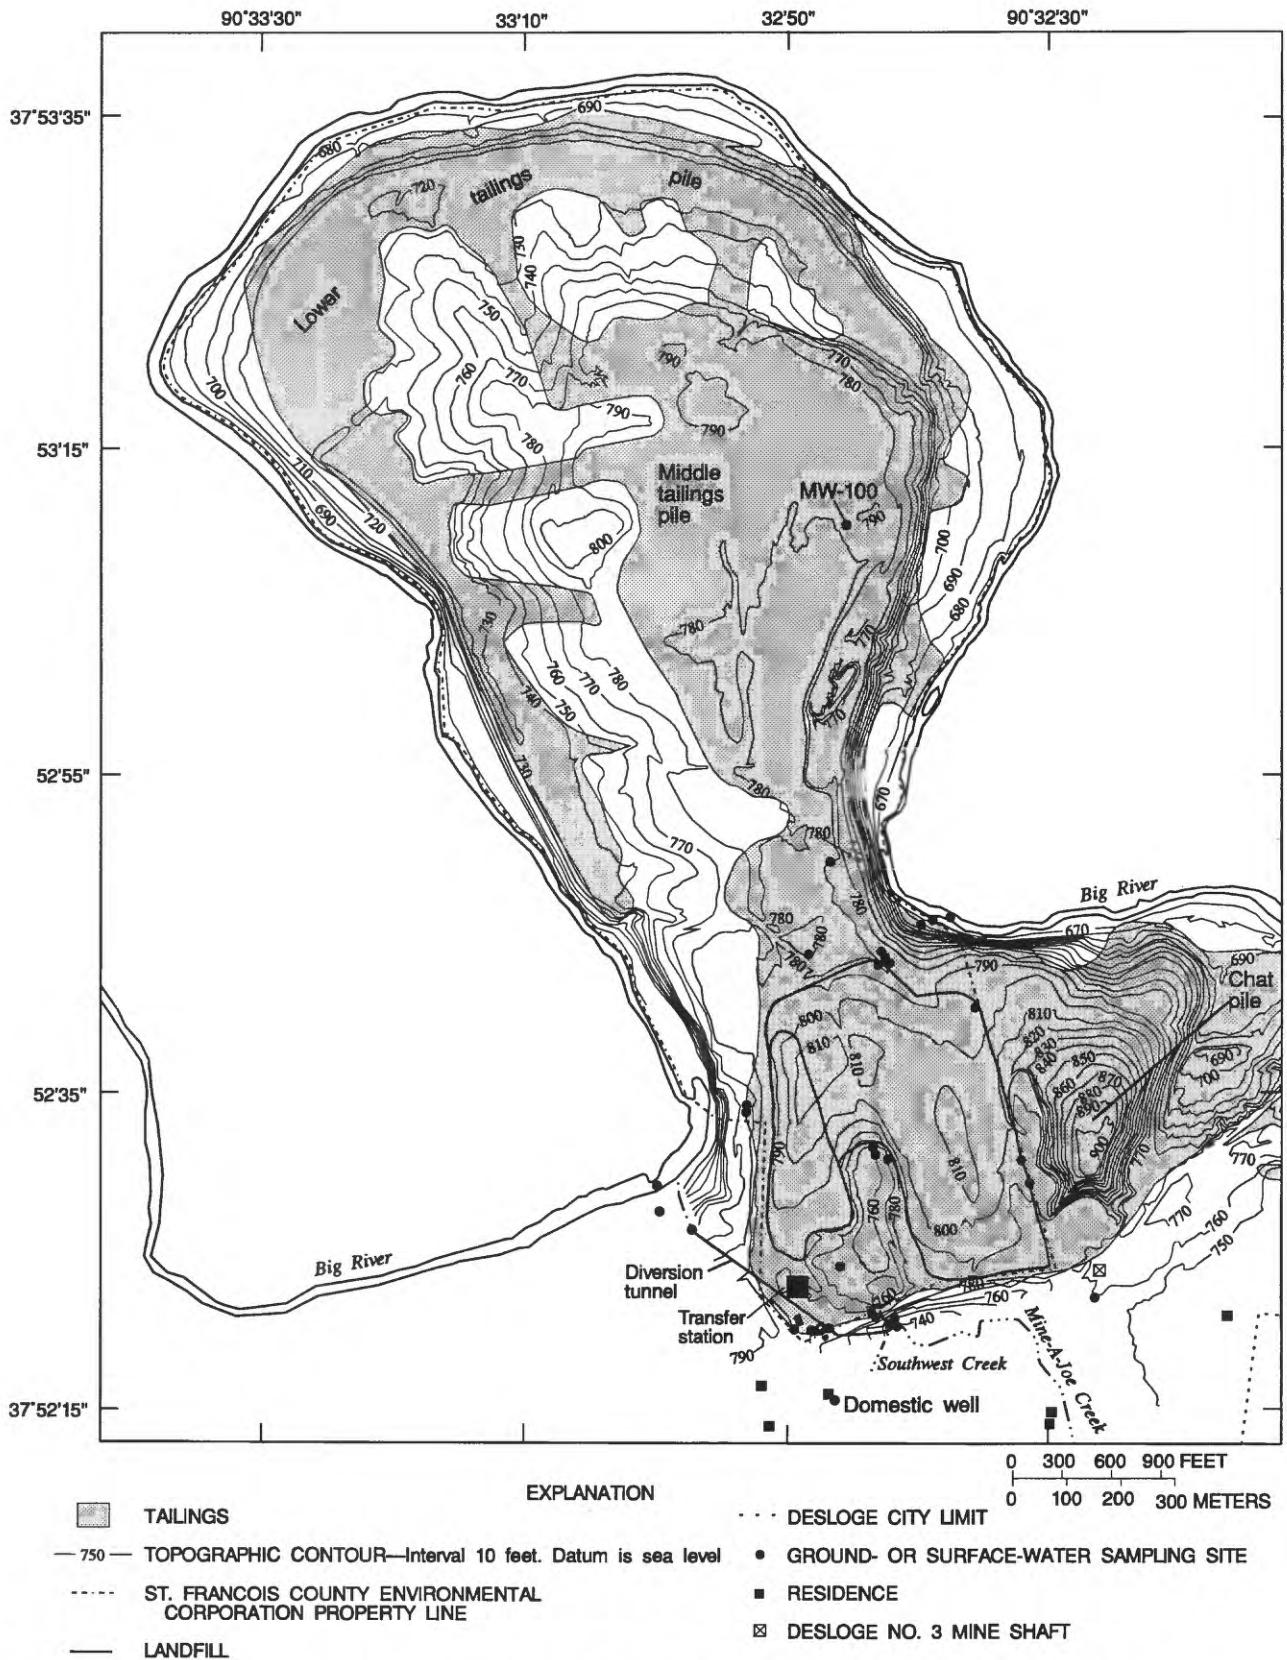 90°33'30"
33'10"
32'50"
90°32'30"
37°53'35"
690
680
720
tailings
pile
Lower
730
740
750
760
770
770
780
790
790
790
780
700
53'15"
Middle
tailings
pile
MW-100
790
710
690
720
800
700
690
680
730
780
770
780
760
770
750
740
770
52'55"
730
780
670
780
770
780
Big River
780
780
780
670
790
690
Chat
pile
800
810
810
810
820
830
840
850
860
870
880
890
900
690
700
52'35"
790
810
760
780
800
770
770
770
760
750
Big River
Diversion
tunnel
Transfer
station
760
780
760
740
790
Southwest Creek
Mine-A-Joe Creek
37°52'15"
Domestic well
0 300 600 900 FEET
0 100 200 300 METERS
EXPLANATION
TAILINGS
750 TOPOGRAPHIC CONTOUR—Interval 10 feet. Datum is sea level
ST. FRANCOIS COUNTY ENVIRONMENTAL
CORPORATION PROPERTY LINE
LANDFILL
DESLOGE CITY LIMIT
GROUND- OR SURFACE-WATER SAMPLING SITE
RESIDENCE
DESLOGE NO. 3 MINE SHAFT